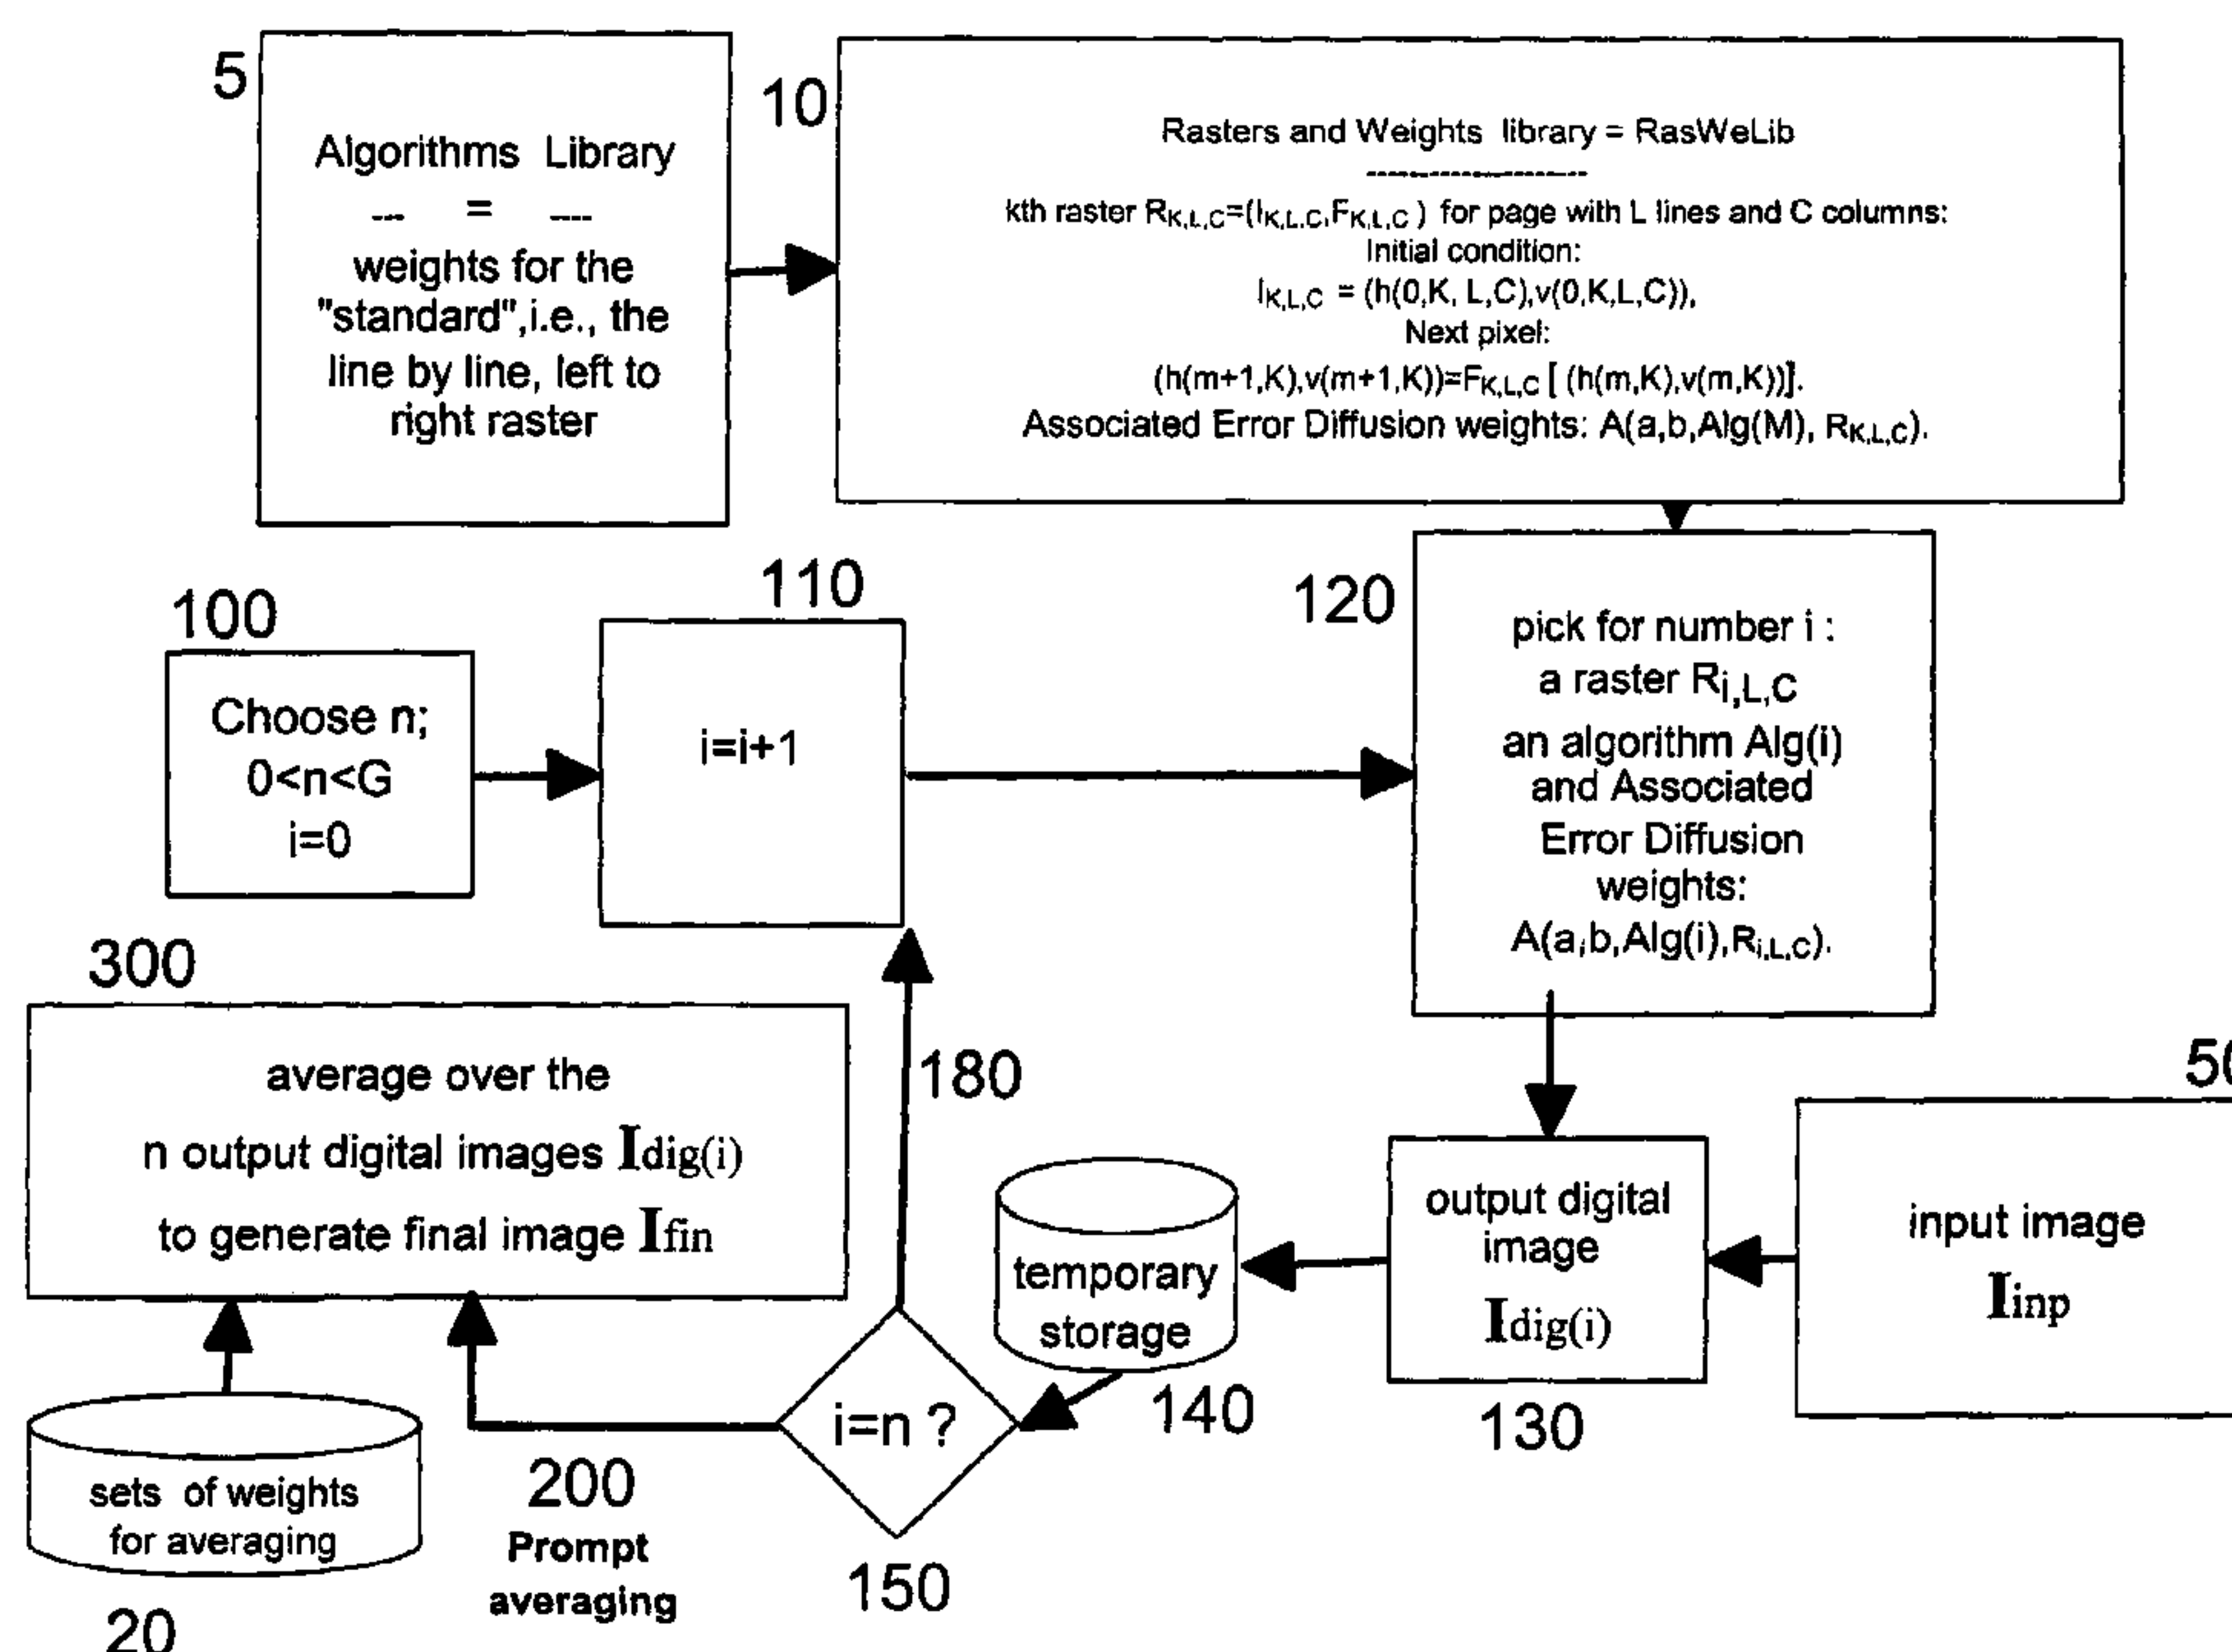 5
Algorithms Library
--- = ----
weights for the
"standard",i.e., the
line by line, left to
right raster
10
Rasters and Weights library = RasWeLib
---------------------
kth raster RK,L,C=(IK,L,C,FK,L,C ) for page with L lines and C columns:
Initial condition:
IK,L,C = (h(0,K, L,C),v(0,K,L,C)),
Next pixel:
(h(m+1,K),v(m+1,K))=FK,L,C [ (h(m,K),v(m,K))].
Associated Error Diffusion weights: A(a,b,Alg(M), RK,L,C).
100
Choose n;
0<n<G
i=0
110
i=i+1
120
pick for number i :
a raster Ri,L,C
an algorithm Alg(i)
and Associated
Error Diffusion
weights:
A(a,b,Alg(i),Ri,L,C).
300
average over the
n output digital images Idig(i)
to generate final image Ifin
180
temporary
storage
140
output digital
image
Idig(i)
130
input image
Iinp
i=n ?
150
200
Prompt
averaging
sets of weights
for averaging
20